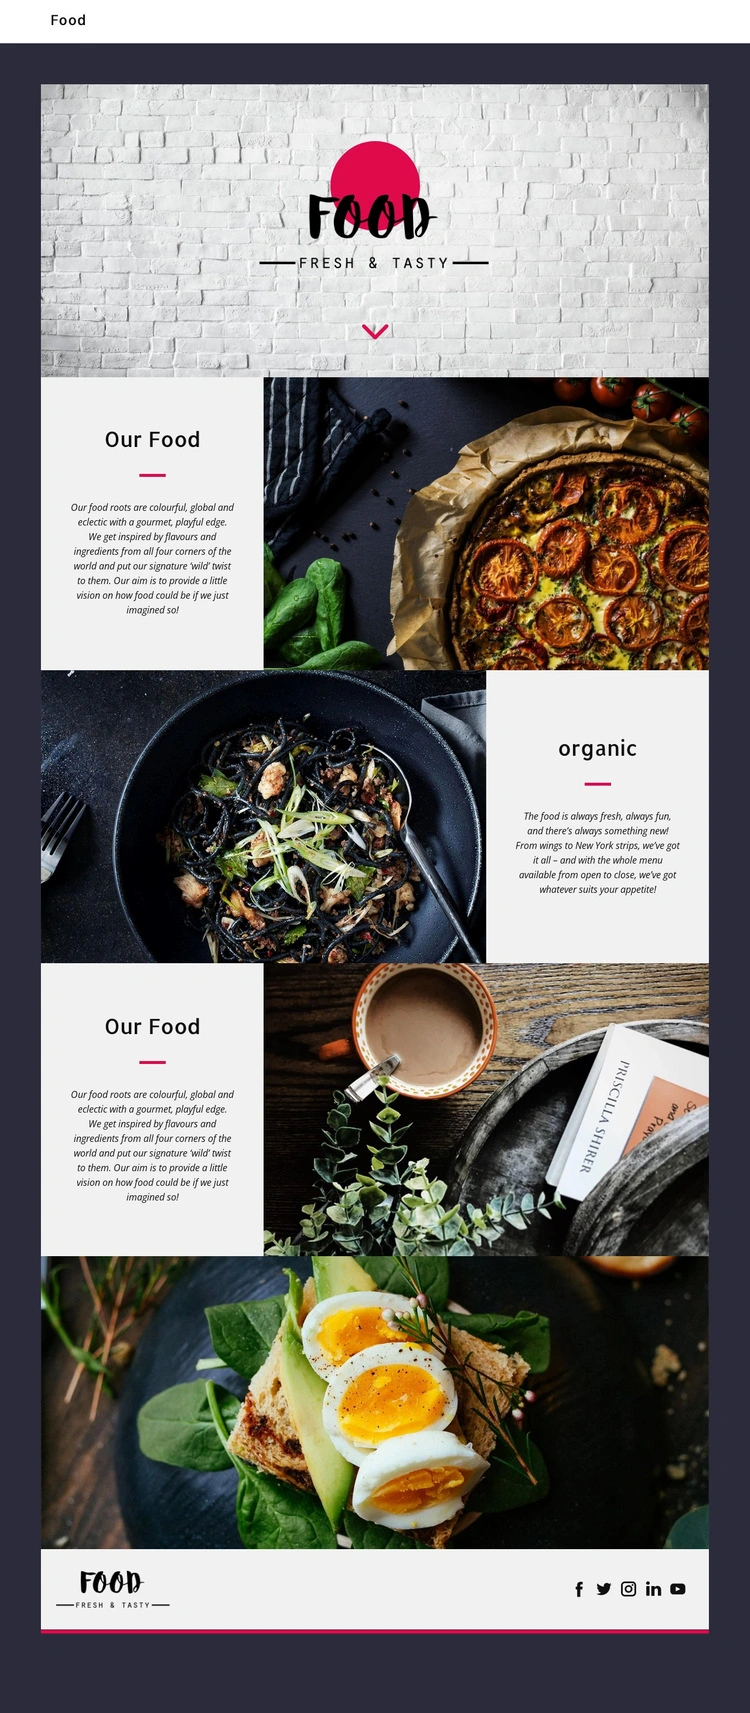 Food
FOOD
FRESH & TASTY
Our Food
Our food roots are colourful, global and
eclectic with a gourmet, playful edge.
We get inspired by flavours and
ingredients from all four corners of the
world and put our signature ‘wild’ twist
to them. Our aim is to provide a little
vision on how food could be if we just
imagined so!
organic
The food is always fresh, always fun,
and there’s always something new!
From wings to New York strips, we’ve got
it all – and with the whole menu
available from open to close, we’ve got
whatever suits your appetite!
Our Food
Our food roots are colourful, global and
eclectic with a gourmet, playful edge.
We get inspired by flavours and
ingredients from all four corners of the
world and put our signature ‘wild’ twist
to them. Our aim is to provide a little
vision on how food could be if we just
imagined so!
PRISCILLA SHIRER
and
FOOD
FRESH & TASTY